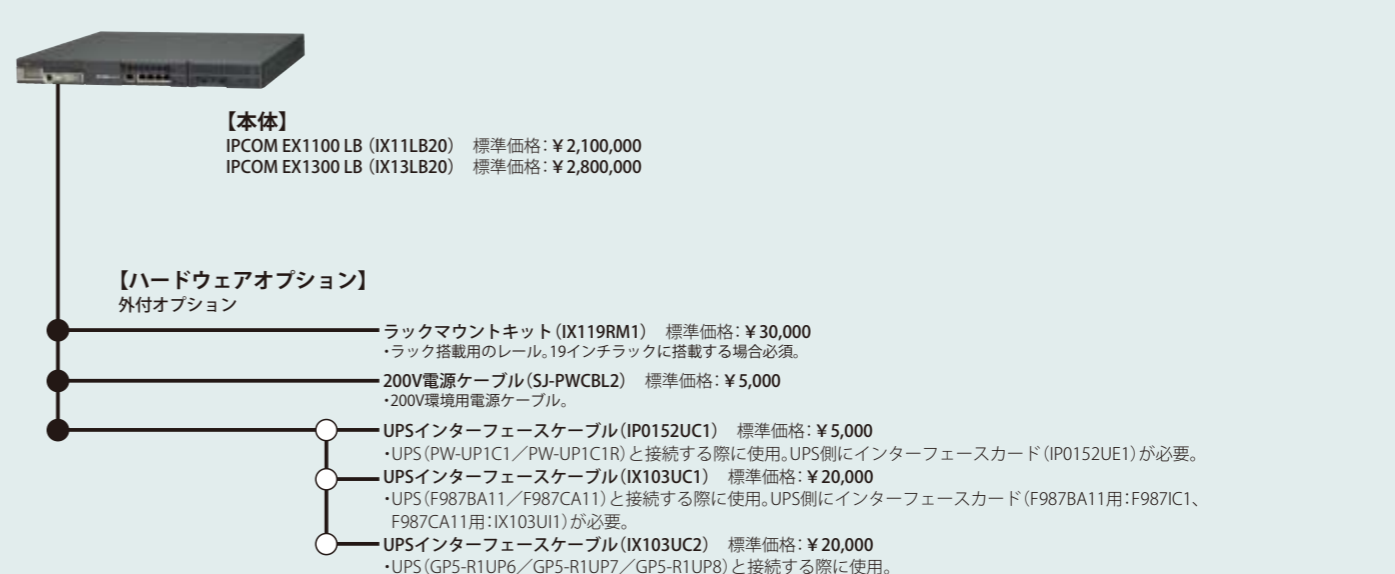 【本体】
IPCOM EX1100 LB（IX11LB20） 標準価格：￥2,100,000
IPCOM EX1300 LB（IX13LB20） 標準価格：￥2,800,000
【ハードウェアオプション】
外付オプション
ラックマウントキット（IX119RM1） 標準価格：￥30,000
・ラック搭載用のレール。19インチラックに搭載する場合必須。
200V電源ケーブル（SJ-PWCBL2） 標準価格：￥5,000
・200V環境用電源ケーブル。
UPSインターフェースケーブル（IP0152UC1） 標準価格：￥5,000
・UPS（PW-UP1C1／PW-UP1C1R）と接続する際に使用。UPS側にインターフェースカード（IP0152UE1）が必要。
UPSインターフェースケーブル（IX103UC1） 標準価格：￥20,000
・UPS（F987BA11／F987CA11）と接続する際に使用。UPS側にインターフェースカード（F987BA11用：F987IC1、
F987CA11用：IX103UI1）が必要。
UPSインターフェースケーブル（IX103UC2） 標準価格：￥20,000
・UPS（GP5-R1UP6／GP5-R1UP7／GP5-R1UP8）と接続する際に使用。